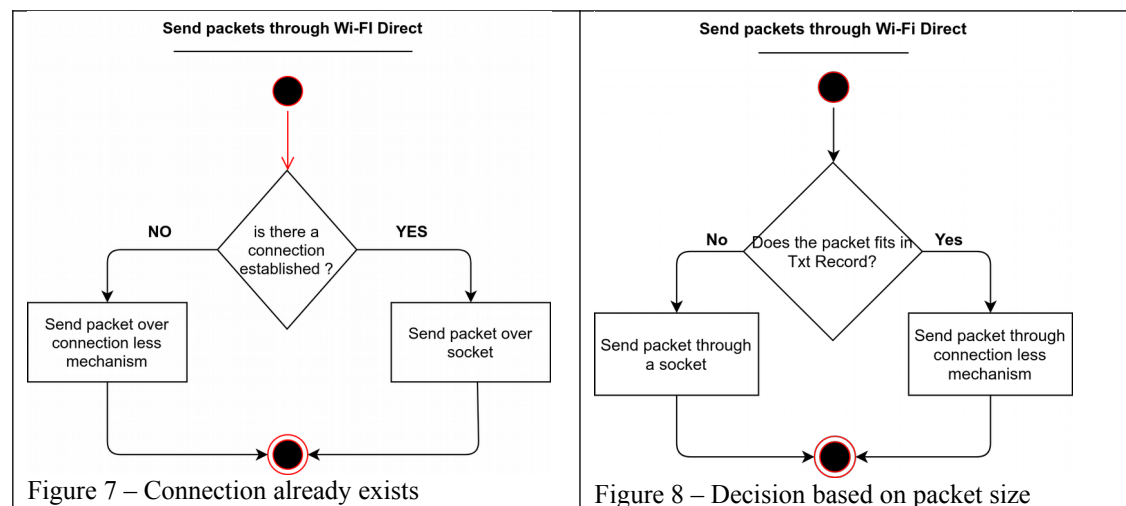 Send packets through Wi-FI Direct
NO
is there a
connection
established ?
YES
Send packet over
connection less
mechanism
Send packet over
socket
Figure 7 – Connection already exists
Send packets through Wi-Fi Direct
No
Does the packet fits in
Txt Record?
Yes
Send packet through
a socket
Send packet through
connection less
mechanism
Figure 8 – Decision based on packet size